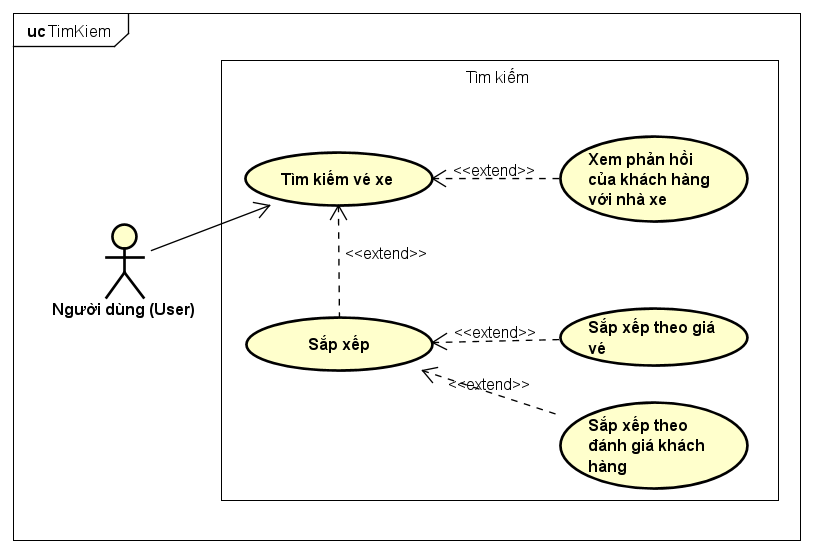 uc TimKiem
Tìm kiếm
Tìm kiếm vé xe
<<extend>>
Xem phản hồi
của khách hàng
với nhà xe
<<extend>>
Người dùng (User)
Sắp xếp
<<extend>>
Sắp xếp theo giá
vé
<<extend>>
Sắp xếp theo
đánh giá khách
hàng